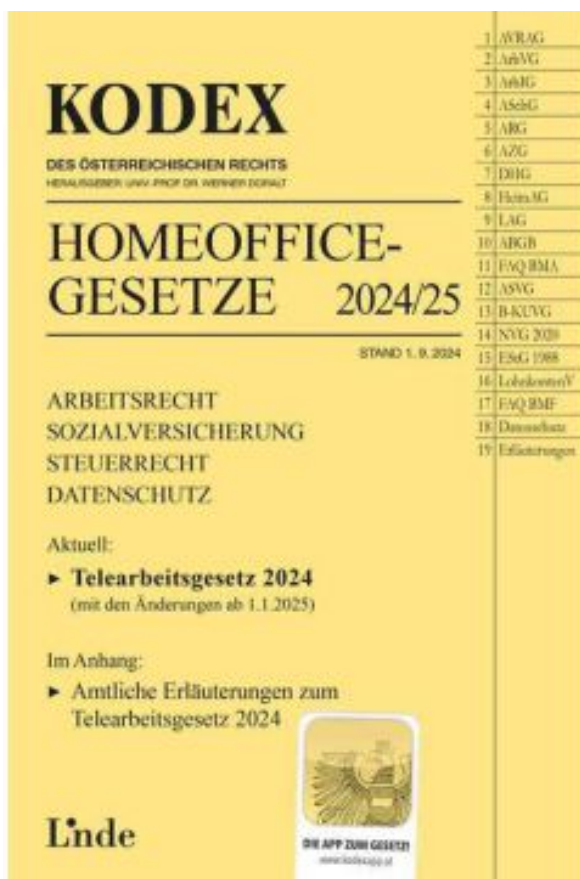 KODEX
DES ÖSTERREICHISCHEN RECHTS
HERAUSGEBER: UNIV.-PROF. DR. WERNER DORALT
HOMEOFFICE-
GESETZE 2024/25
STAND 1. 9. 2024
ARBEITSRECHT
SOZIALVERSICHERUNG
STEUERRECHT
DATENSCHUTZ
Aktuell:
► Telearbeitsgesetz 2024
(mit den Änderungen ab 1.1.2025)
Im Anhang:
► Amtliche Erläuterungen zum
Telearbeitsgesetz 2024
Linde
DIE APP ZUM GESETZ!
www.kodexapp.at
1 AVRAG
2 ArbVG
3 ArbIG
4 ASchG
5 ARG
6 AZG
7 DHG
8 HeimAG
9 LAG
10 ABGB
11 FAQ BMA
12 ASVG
13 B-KUVG
14 NVG 2020
15 EStG 1988
16 LohnkontenV
17 FAQ BMF
18 Datenschutz
19 Erläuterungen